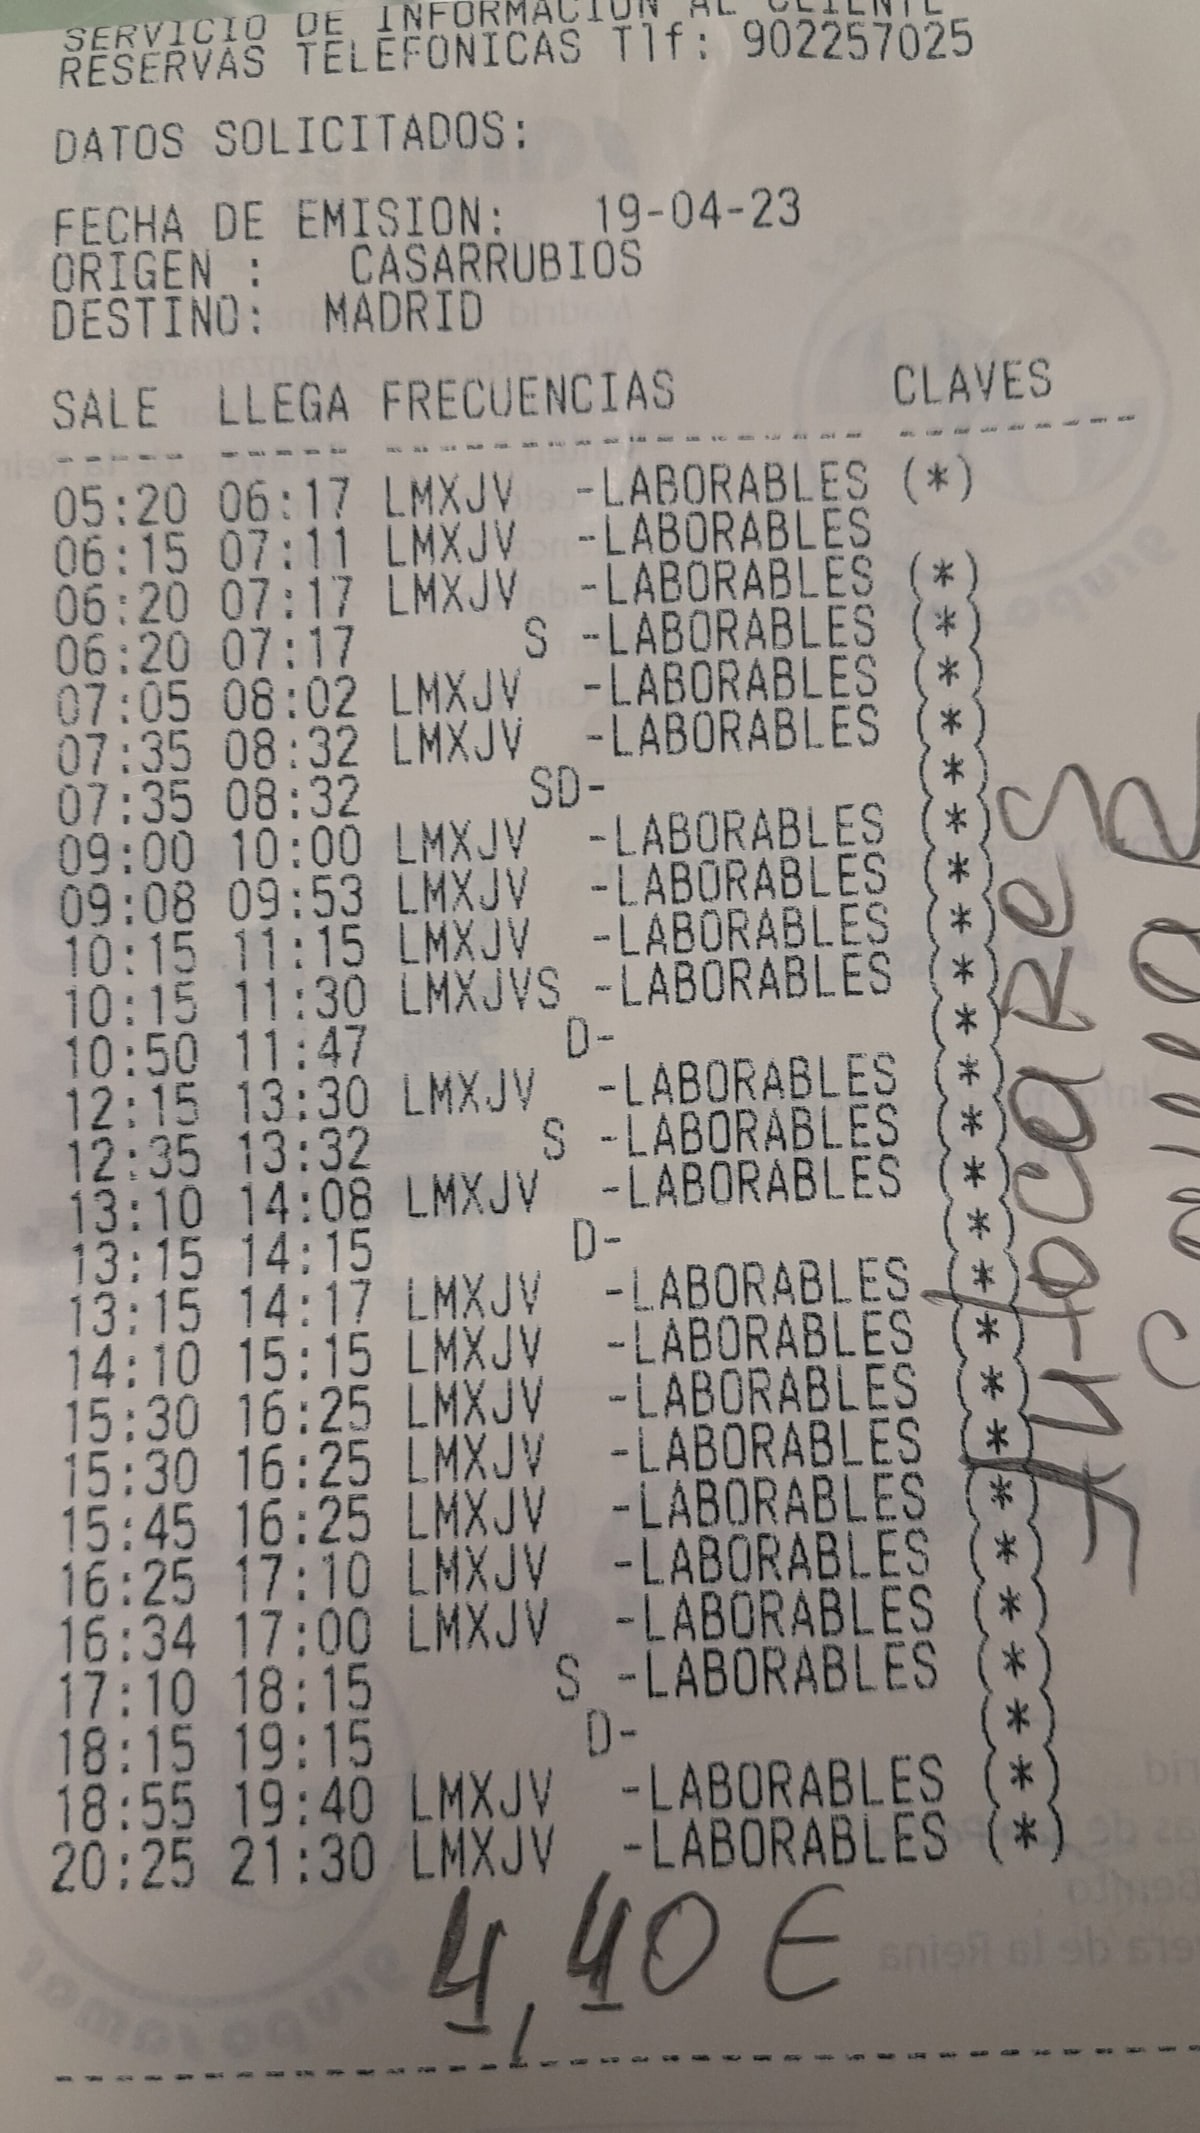 SERVICIO DE INFORMACION AL CLIENTE
RESERVAS TELEFONICAS Tlf: 902257025
DATOS SOLICITADOS:
FECHA DE EMISION: 19-04-23
ORIGEN : CASARRUBIOS
DESTINO: MADRID
SALE LLEGA FRECUENCIAS CLAVES
05:20 06:17 LMXJV -LABORABLES (*)
06:15 07:11 LMXJV -LABORABLES
06:20 07:17 LMXJV -LABORABLES (*)
06:20 07:17 S -LABORABLES (*)
07:05 08:02 LMXJV -LABORABLES (*)
07:35 08:32 LMXJV -LABORABLES (*)
07:35 08:32 SD- (*)
09:00 10:00 LMXJV -LABORABLES (*)
09:08 09:53 LMXJV -LABORABLES (*)
10:15 11:15 LMXJV -LABORABLES (*)
10:15 11:30 LMXJVS -LABORABLES (*)
10:50 11:47 D- (*)
12:15 13:30 LMXJV -LABORABLES (*)
12:35 13:32 S -LABORABLES (*)
13:10 14:08 LMXJV -LABORABLES (*)
13:15 14:15 D- (*)
13:15 14:17 LMXJV -LABORABLES (*)
14:10 15:15 LMXJV -LABORABLES (*)
15:30 16:25 LMXJV -LABORABLES (*)
15:30 16:25 LMXJV -LABORABLES (*)
15:45 16:25 LMXJV -LABORABLES (*)
16:25 17:10 LMXJV -LABORABLES (*)
16:34 17:00 LMXJV -LABORABLES (*)
17:10 18:15 S -LABORABLES (*)
18:15 19:15 D- (*)
18:55 19:40 LMXJV -LABORABLES (*)
20:25 21:30 LMXJV -LABORABLES (*)
4,40 €
Autocares